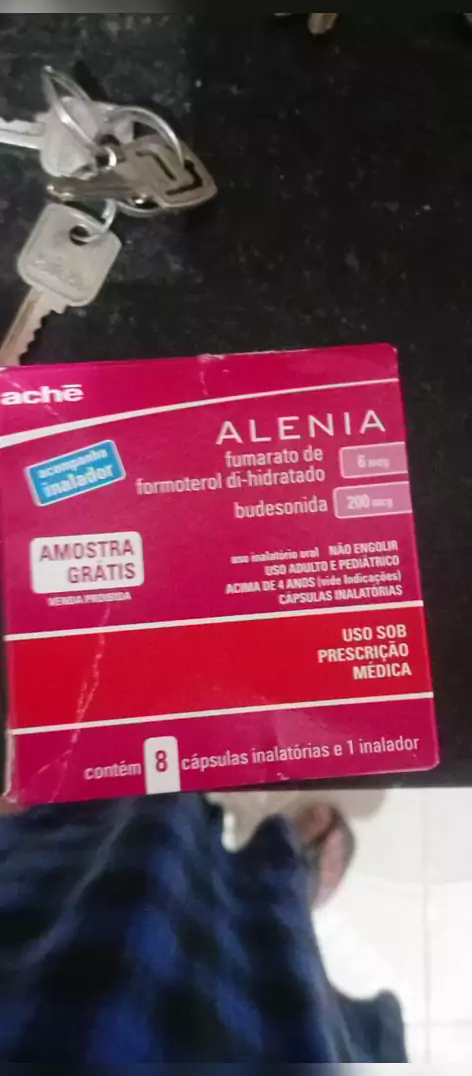 achē
ALENIA
acompanha
inalador
fumarato de
formoterol di-hidratado
6 mcg
budesonida
200 mcg
AMOSTRA
GRÁTIS
VENDA PROIBIDA
uso inalatório oral NÃO ENGOLIR
USO ADULTO E PEDIÁTRICO
ACIMA DE 4 ANOS (vide Indicações)
CÁPSULAS INALATÓRIAS
USO SOB
PRESCRIÇÃO
MÉDICA
contém 8 cápsulas inalatórias e 1 inalador